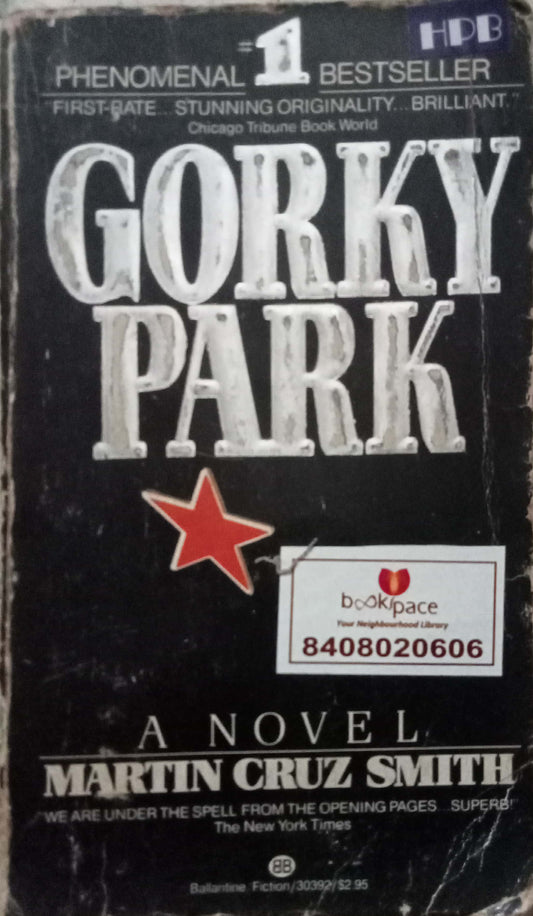 HPB
#1
PHENOMENAL BESTSELLER
"FIRST-RATE...STUNNING ORIGINALITY...BRILLIANT."
Chicago Tribune Book World
GORKY
PARK
bookspace
Your Neighbourhood Library
8408020606
A NOVEL
MARTIN CRUZ SMITH
"WE ARE UNDER THE SPELL FROM THE OPENING PAGES...SUPERB!"
The New York Times
BB
Ballantine/Fiction/30392/$2.95